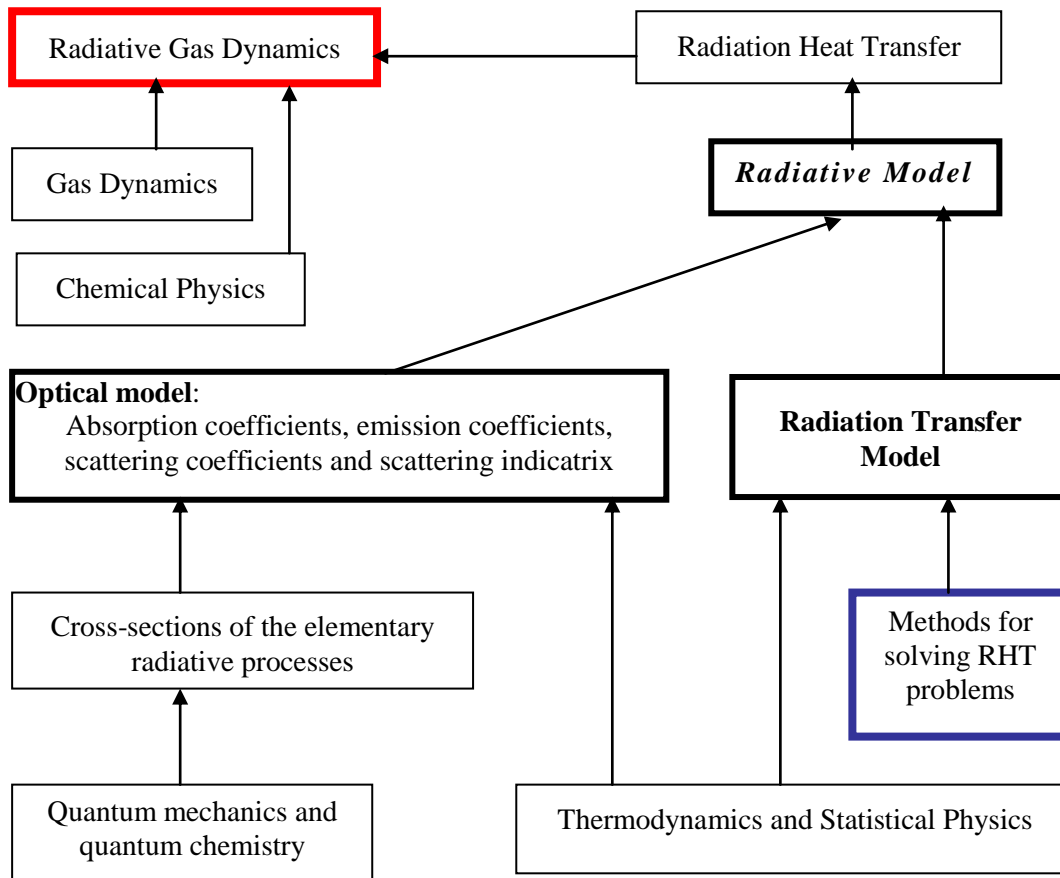 Radiative Gas Dynamics
Radiation Heat Transfer
Radiative Model
Gas Dynamics
Chemical Physics
Optical model:
Absorption coefficients, emission coefficients,
scattering coefficients and scattering indicatrix
Radiation Transfer
Model
Cross-sections of the elementary
radiative processes
Methods for
solving RHT
problems
Quantum mechanics and
quantum chemistry
Thermodynamics and Statistical Physics